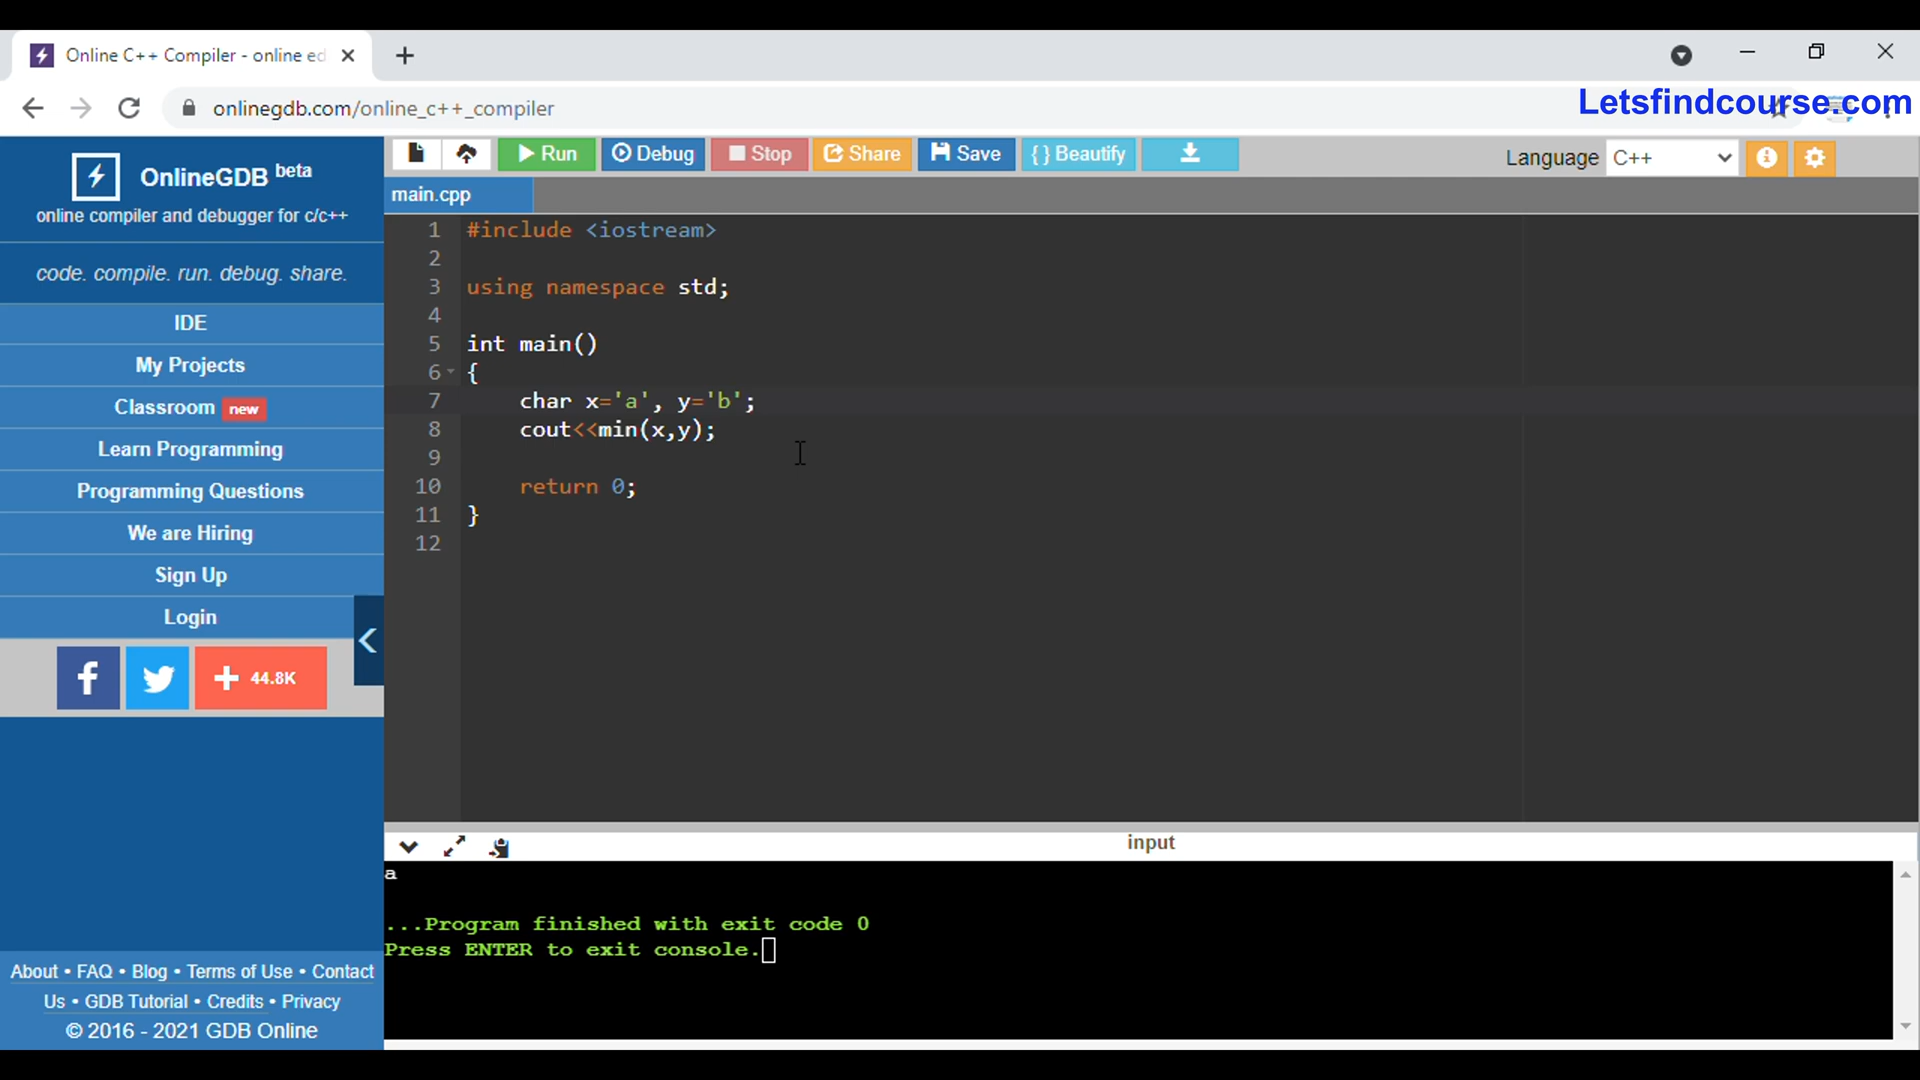 Online C++ Compiler - online ed
onlinegdb.com/online_c++_compiler
Letsfindcourse.com
OnlineGDB beta
online compiler and debugger for c/c++
code. compile. run. debug. share.
IDE
My Projects
Classroom new
Learn Programming
Programming Questions
We are Hiring
Sign Up
Login
f + 44.8K
About • FAQ • Blog • Terms of Use • Contact
Us • GDB Tutorial • Credits • Privacy
© 2016 - 2021 GDB Online
Run Debug Stop Share Save { } Beautify
Language C++
main.cpp
1 #include <iostream>
2
3 using namespace std;
4
5 int main()
6 {
7     char x='a', y='b';
8     cout<<min(x,y);
9
10     return 0;
11 }
12
input
a
...Program finished with exit code 0
Press ENTER to exit console.